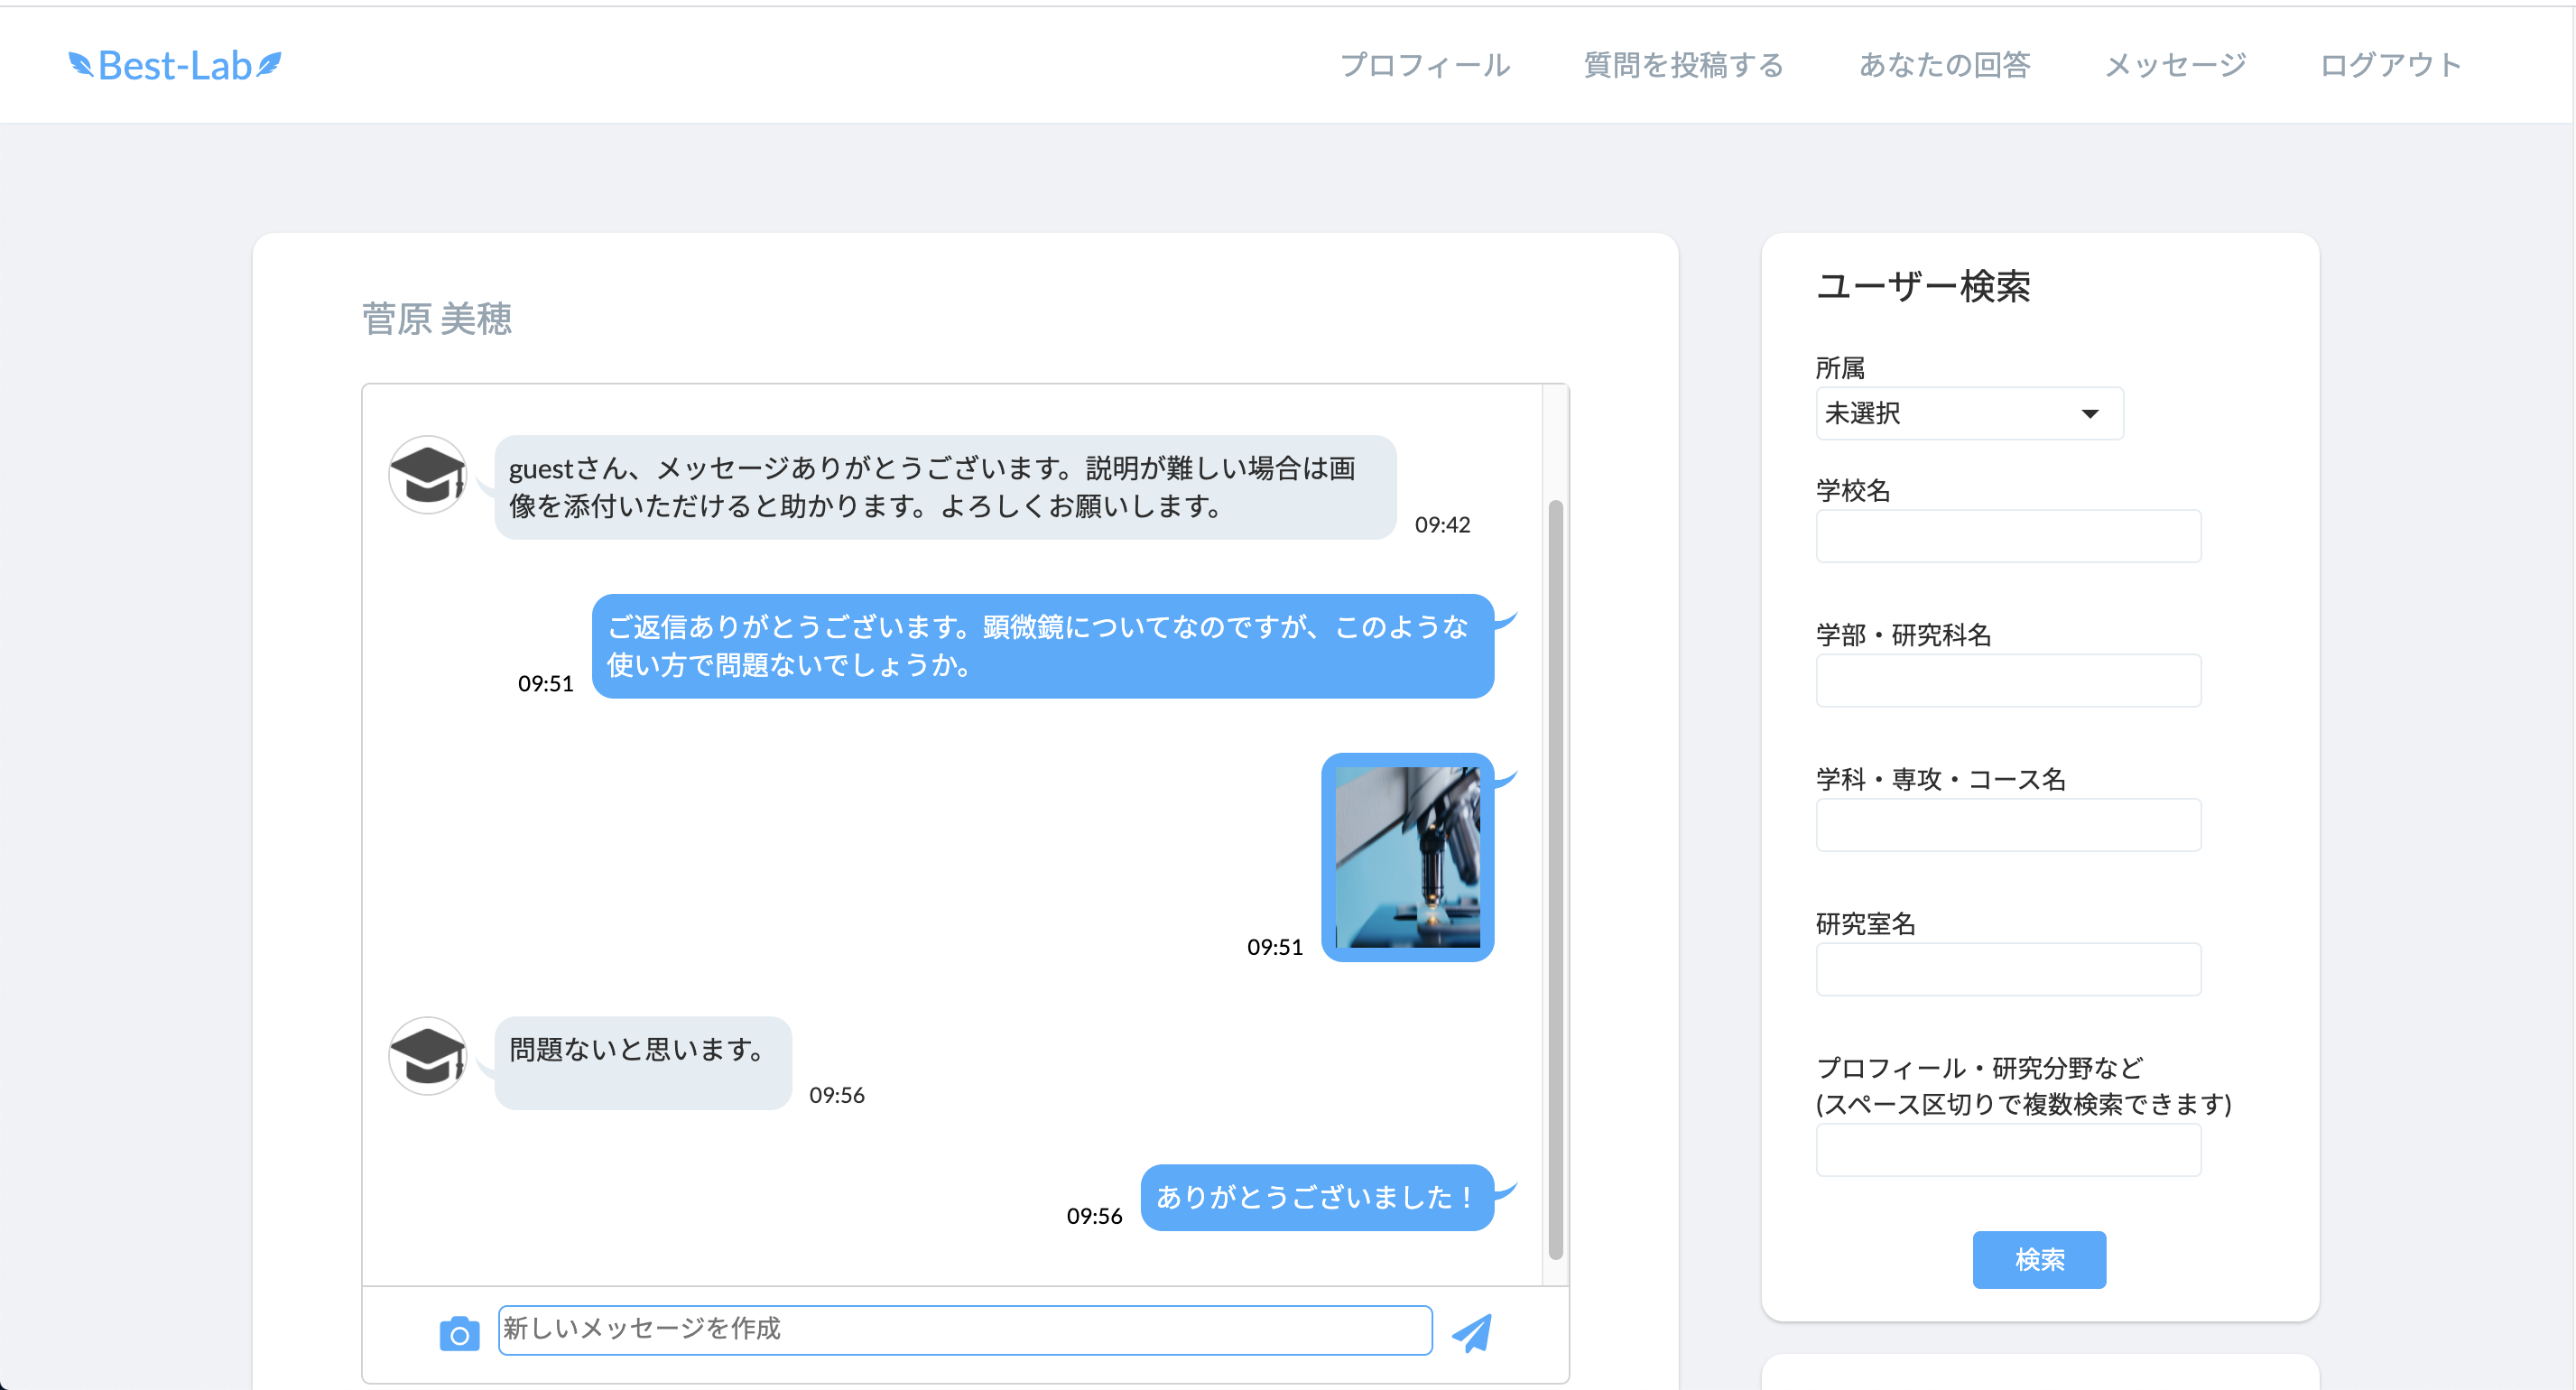 Best-Lab
プロフィール
質問を投稿する
あなたの回答
メッセージ
ログアウト
菅原 美穂
guestさん、メッセージありがとうございます。説明が難しい場合は画
像を添付いただけると助かります。よろしくお願いします。
09:42
ご返信ありがとうございます。顕微鏡についてなのですが、このような
使い方で問題ないでしょうか。
09:51
09:51
問題ないと思います。
09:56
ありがとうございました！
09:56
新しいメッセージを作成
ユーザー検索
所属
未選択
学校名
学部・研究科名
学科・専攻・コース名
研究室名
プロフィール・研究分野など
(スペース区切りで複数検索できます)
検索